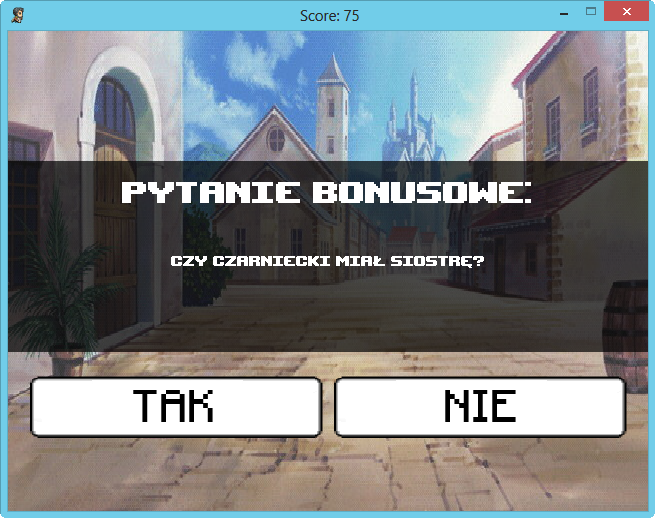 Score: 75
PYTANIE BONUSOWE:
CZY CZARNIECKI MIAŁ SIOSTRĘ?
TAK
NIE